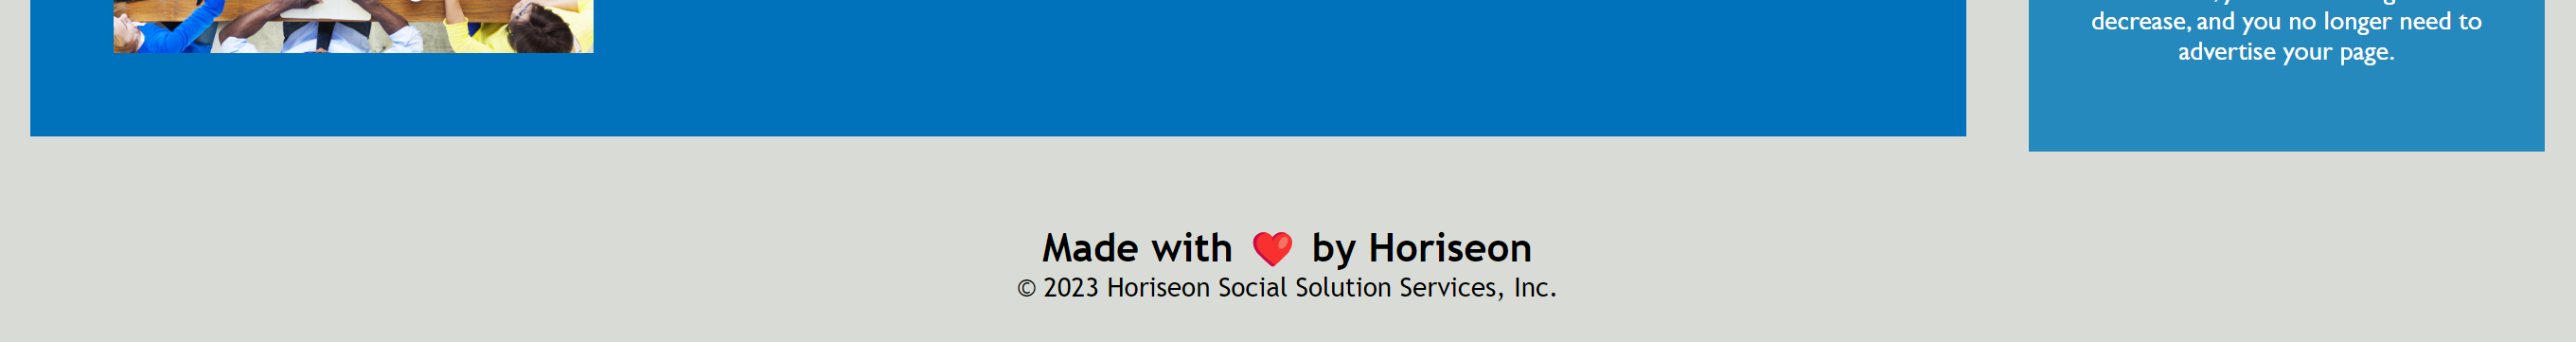 decrease, and you no longer need to
advertise your page.
Made with ❤️ by Horiseon
© 2023 Horiseon Social Solution Services, Inc.